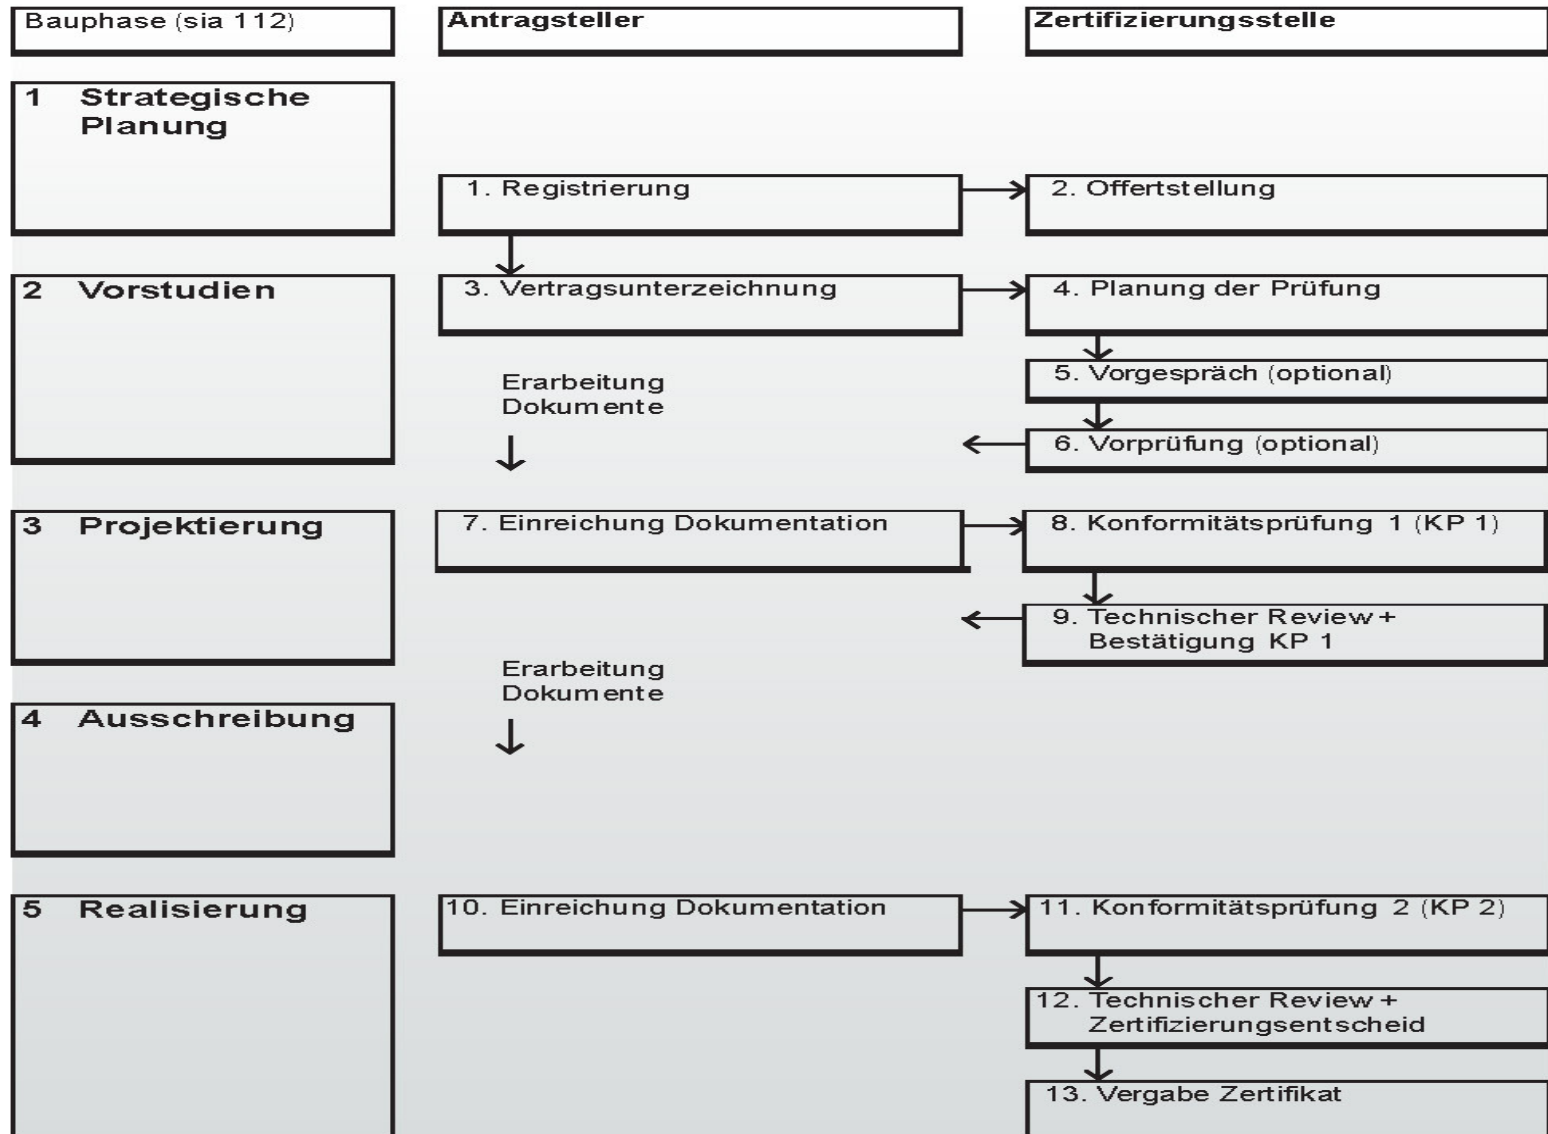 Bauphase (sia 112)
Antragsteller
Zertifizierungsstelle
1 Strategische
Planung
1. Registrierung
2. Offertstellung
2 Vorstudien
3. Vertragsunterzeichnung
4. Planung der Prüfung
5. Vorgespräch (optional)
Erarbeitung
Dokumente
6. Vorprüfung (optional)
3 Projektierung
7. Einreichung Dokumentation
8. Konformitätsprüfung 1 (KP 1)
9. Technischer Review +
Bestätigung KP 1
Erarbeitung
Dokumente
4 Ausschreibung
5 Realisierung
10. Einreichung Dokumentation
11. Konformitätsprüfung 2 (KP 2)
12. Technischer Review +
Zertifizierungsentscheid
13. Vergabe Zertifikat